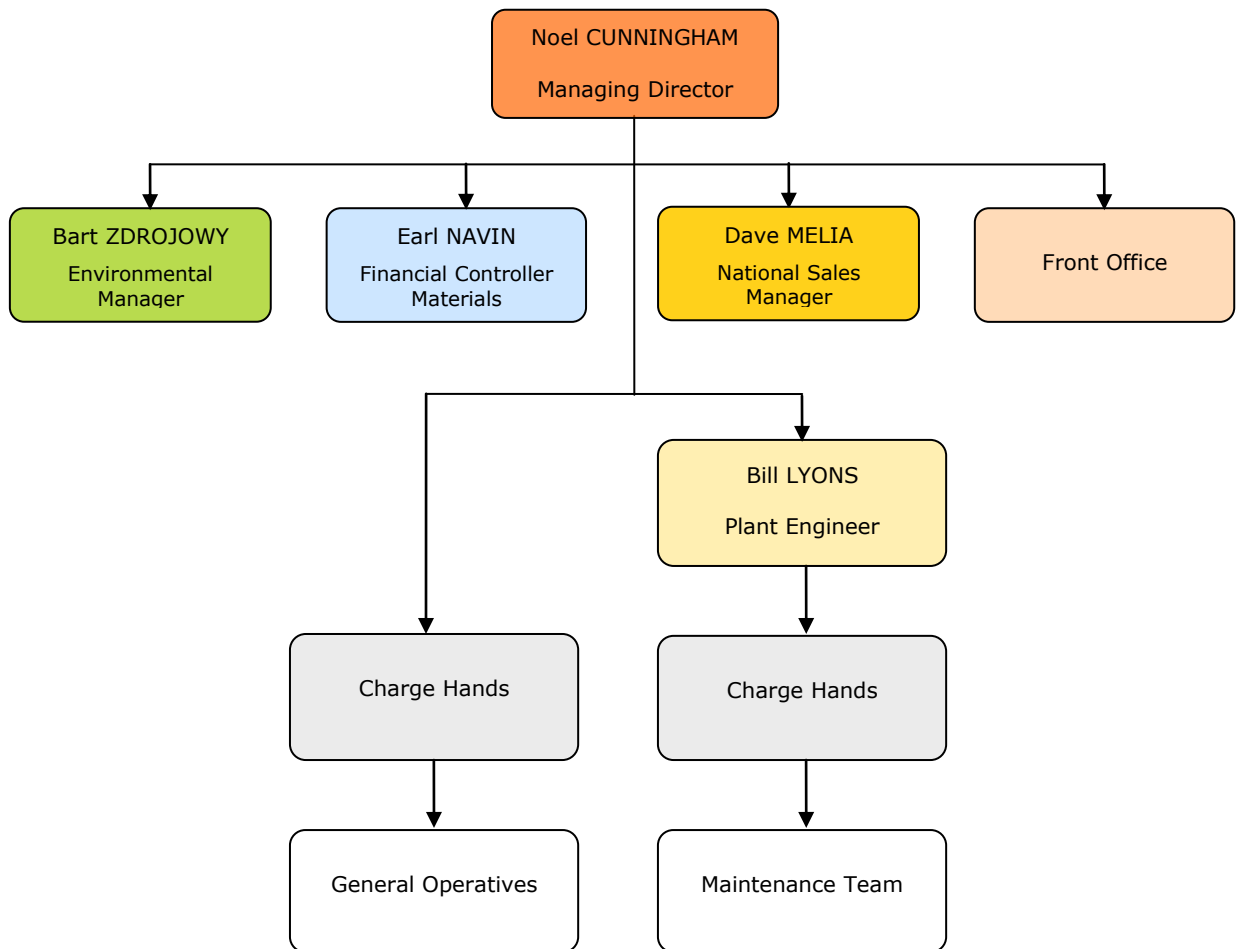 Noel CUNNINGHAM
Managing Director
Bart ZDROJOWY
Environmental
Manager
Earl NAVIN
Financial Controller
Materials
Dave MELIA
National Sales
Manager
Front Office
Bill LYONS
Plant Engineer
Charge Hands
Charge Hands
General Operatives
Maintenance Team